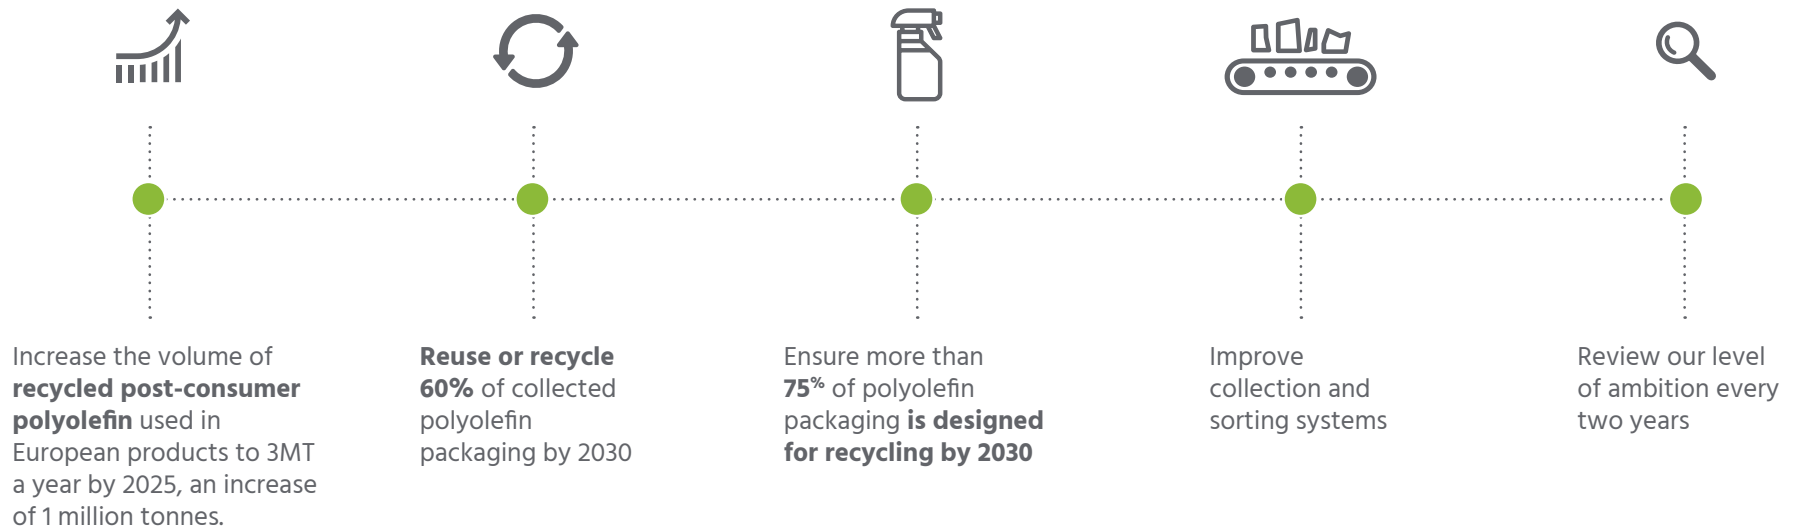 Increase the volume of
recycled post-consumer
polyolefin used in
European products to 3MT
a year by 2025, an increase
of 1 million tonnes.
Reuse or recycle
60% of collected
polyolefin
packaging by 2030
Ensure more than
75% of polyolefin
packaging is designed
for recycling by 2030
Improve
collection and
sorting systems
Review our level
of ambition every
two years